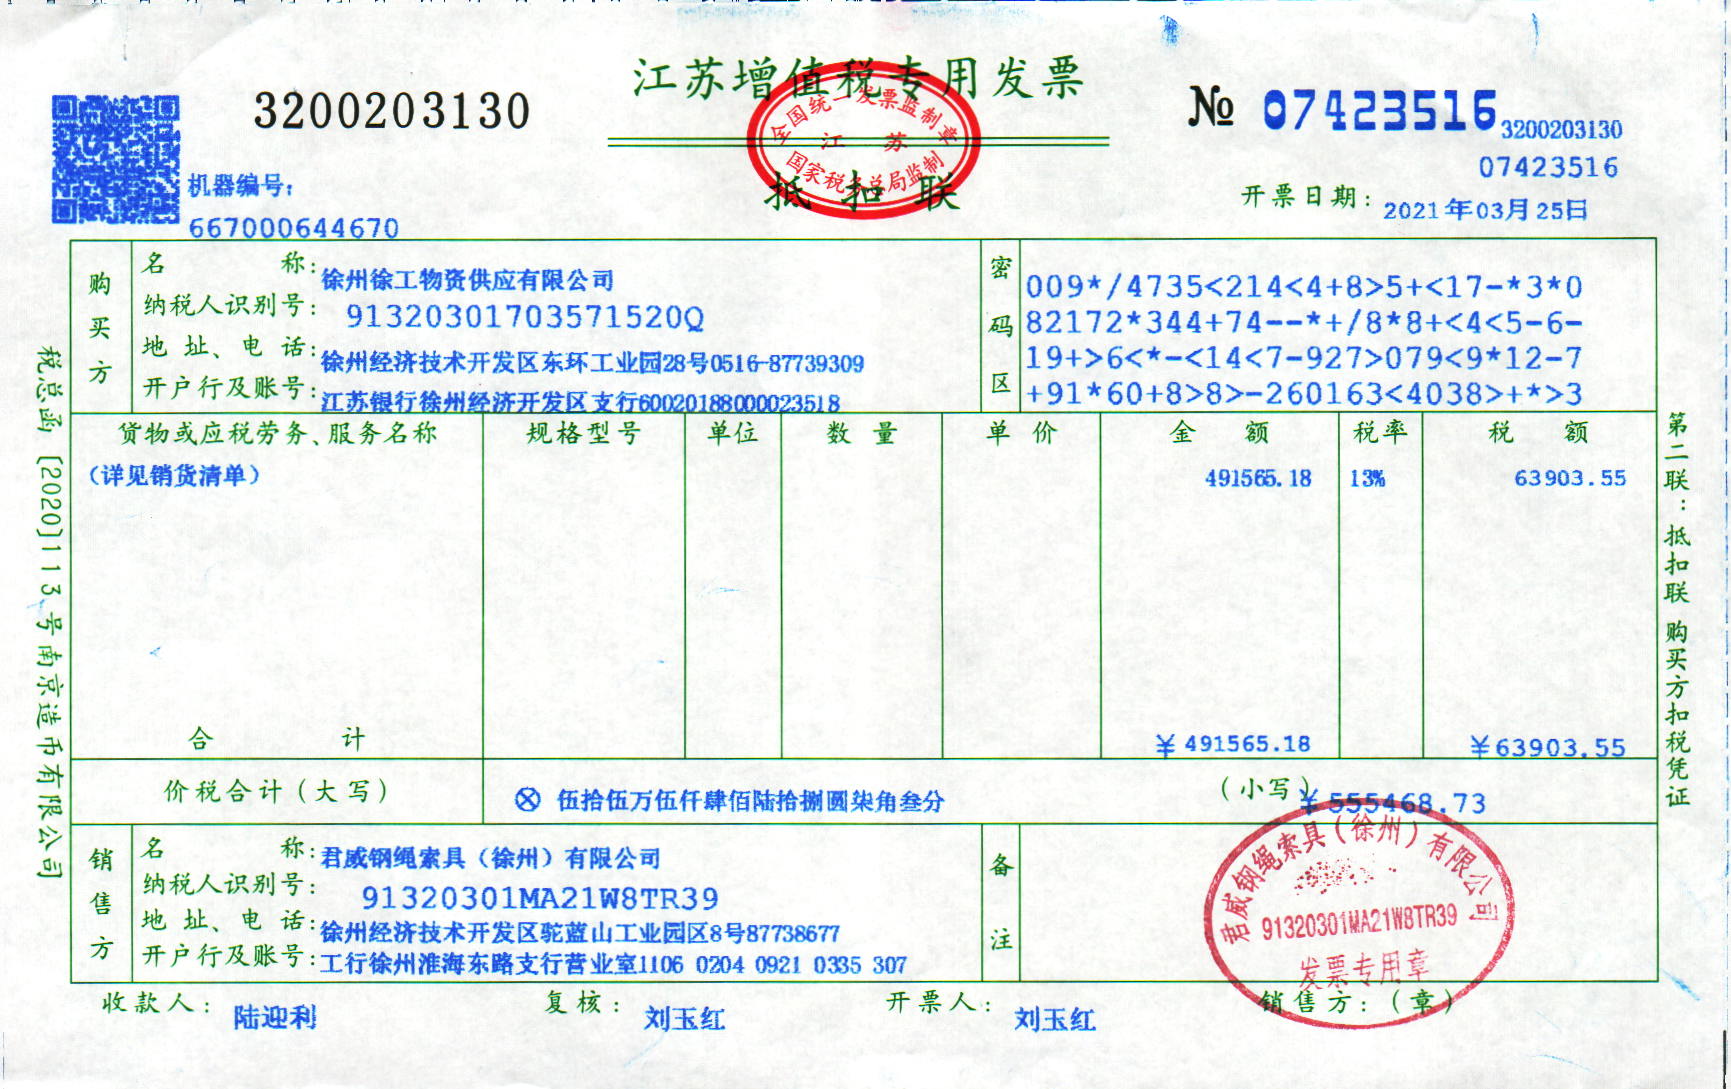 江苏增值税专用发票
3200203130
№ 07423516
3200203130
07423516
全国统一发票监制章
江 苏
国家税务总局监制
抵 扣 联
机器编号:
667000644670
开票日期: 2021年03月25日
购买方
名 称: 徐州徐工物资供应有限公司
纳税人识别号: 91320301703571520Q
地 址、电 话: 徐州经济技术开发区东环工业园28号0516-87739309
开户行及账号: 江苏银行徐州经济开发区支行60020188000023518
密码区
009*/4735<214<4+8>5+<17-*3*0
82172*344+74--*+/8*8+<4<5-6-
19+>6<*-<14<7-927>079<9*12-7
+91*60+8>8>-260163<4038>+*>3
货物或应税劳务、服务名称 规格型号 单位 数 量 单 价 金 额 税率 税 额
(详见销货清单) 491565.18 13% 63903.55
合 计 ¥491565.18 ¥63903.55
价税合计(大写) ⊗ 伍拾伍万伍仟肆佰陆拾捌圆柒角叁分 (小写) ¥555468.73
销售方
名 称: 君威钢绳索具(徐州)有限公司
纳税人识别号: 91320301MA21W8TR39
地 址、电 话: 徐州经济技术开发区驼蓝山工业园区8号87738677
开户行及账号: 工行徐州淮海东路支行营业室1106 0204 0921 0335 307
备注
君威钢绳索具(徐州)有限公司
91320301MA21W8TR39
发票专用章
收款人: 陆迎利 复核: 刘玉红 开票人: 刘玉红 销售方:(章)
税总函[2020]113号南京造币有限公司
第二联:抵扣联 购买方扣税凭证